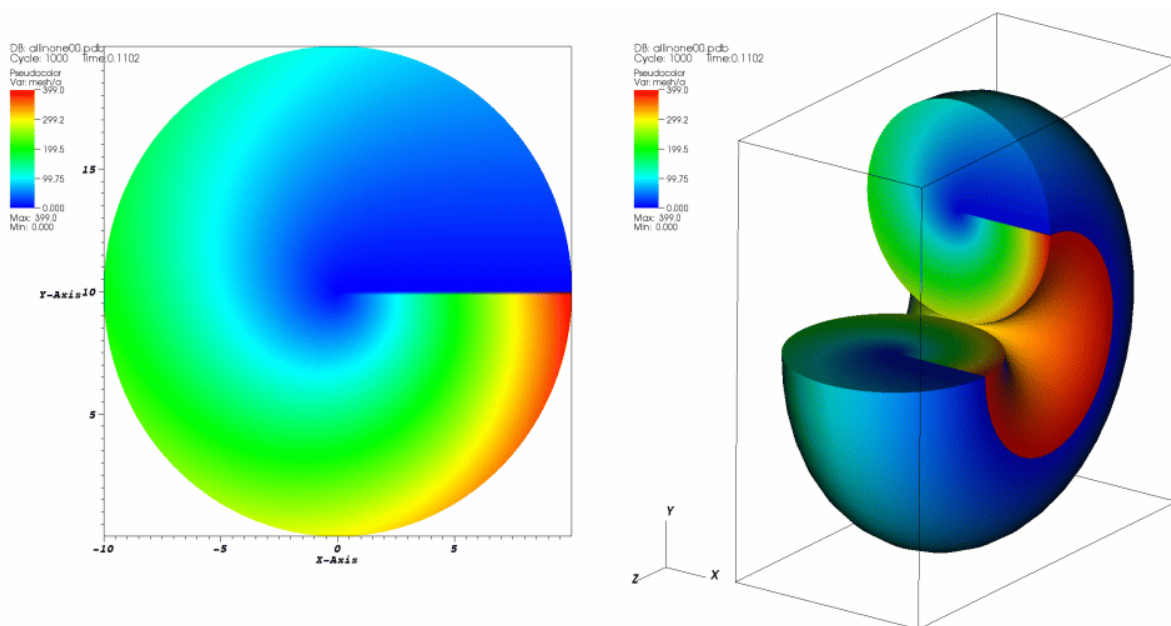 DB: allinone00.pdb
Cycle: 1000 Time:0.1102
Pseudocolor
Var: mesh/a
399.0
299.2
199.5
99.75
0.000
Max: 399.0
Min: 0.000
15
Y-Axis 10
5
-10 -5 0 5
X-Axis
DB: allinone00.pdb
Cycle: 1000 Time:0.1102
Pseudocolor
Var: mesh/a
399.0
299.2
199.5
99.75
0.000
Max: 399.0
Min: 0.000
Y
Z X